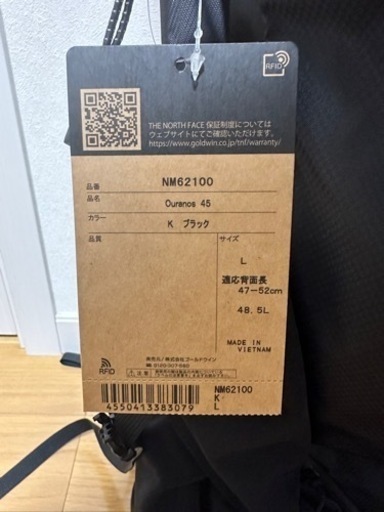 RFID
THE NORTH FACE 保証制度については
ウェブサイトにてご確認いただけます。
https://www.goldwin.co.jp/tnf/warranty/
品番 NM62100
品名 Ouranos 45
カラー K ブラック
品質
サイズ
L
適応背面長
47-52cm
48.5L
MADE IN
VIETNAM
発売元/株式会社ゴールドウイン
RFID
注意
4550413383079
NM62100
K
L